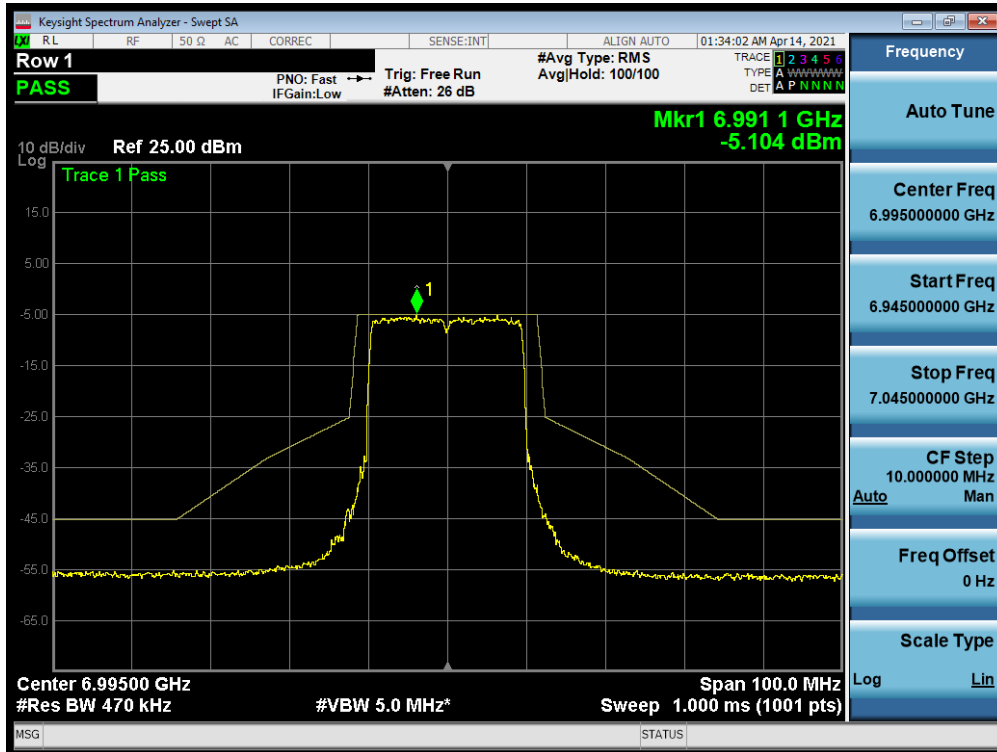 Keysight Spectrum Analyzer - Swept SA
LXI RL RF 50 Ω AC CORREC SENSE:INT ALIGN AUTO 01:34:02 AM Apr 14, 2021
Row 1
PASS
PNO: Fast
IFGain:Low
Trig: Free Run
#Atten: 26 dB
#Avg Type: RMS
Avg|Hold: 100/100
TRACE 1 2 3 4 5 6
TYPE A WWWWW
DET A P N N N N
Mkr1 6.991 1 GHz
-5.104 dBm
10 dB/div Ref 25.00 dBm
Log
Trace 1 Pass
15.0
5.00
-5.00
-15.0
-25.0
-35.0
-45.0
-55.0
-65.0
1
Center 6.99500 GHz
Span 100.0 MHz
#Res BW 470 kHz
#VBW 5.0 MHz*
Sweep 1.000 ms (1001 pts)
MSG
STATUS
Frequency
Auto Tune
Center Freq
6.995000000 GHz
Start Freq
6.945000000 GHz
Stop Freq
7.045000000 GHz
CF Step
10.000000 MHz
Auto Man
Freq Offset
0 Hz
Scale Type
Log Lin